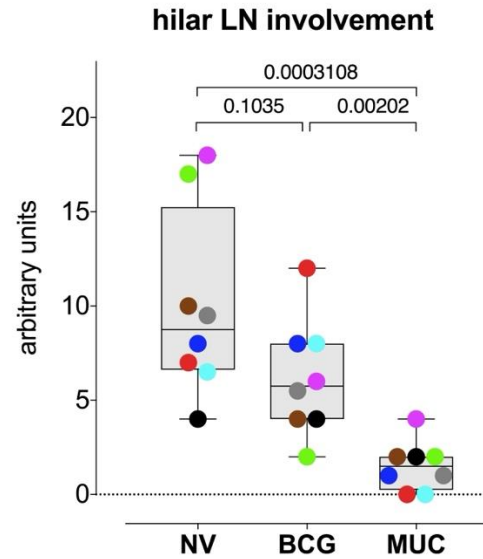 hilar LN involvement
0.0003108
0.1035 0.00202
20
15
10
5
0
arbitrary units
NV BCG MUC